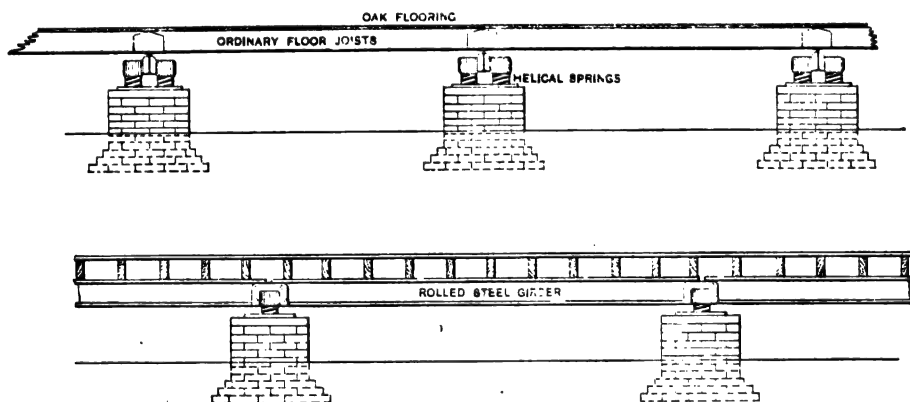 OAK FLOORING
ORDINARY FLOOR JOISTS
HELICAL SPRINGS
ROLLED STEEL GIRDER